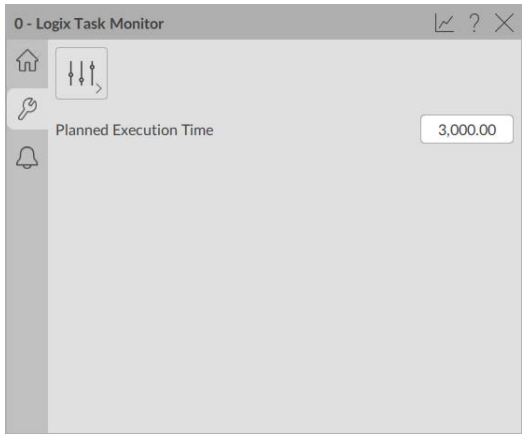 0 - Logix Task Monitor ?
Planned Execution Time 3,000.00